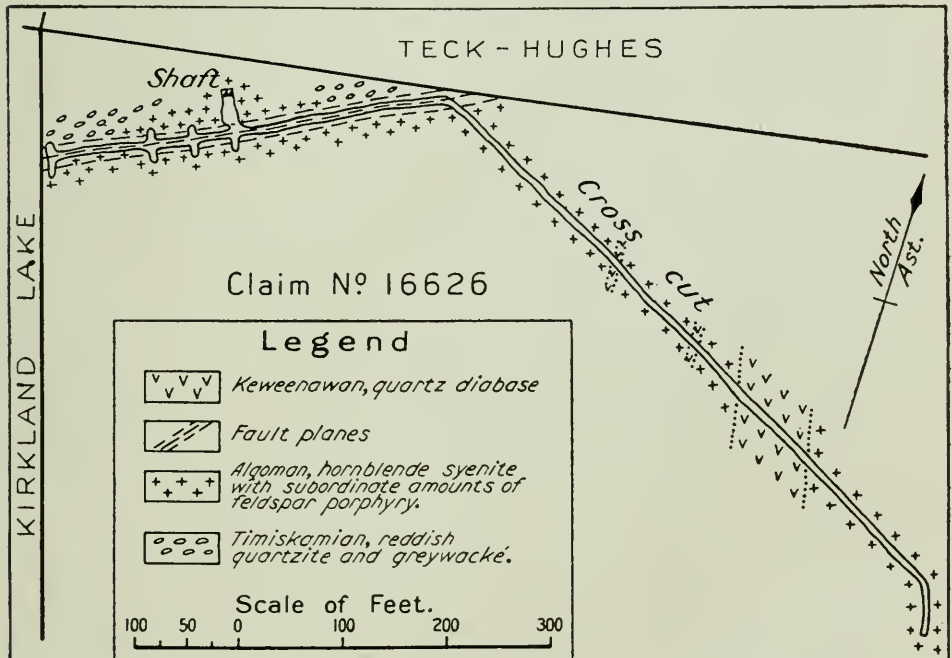 TECK-HUGHES
Shaft
Cross
cut
North
Ast.
KIRKLAND LAKE
Claim Nº 16626
Legend
Keweenawan, quartz diabase
Fault planes
Algoman, hornblende syenite
with subordinate amounts of
feldspar porphyry.
Timiskamian, reddish
quartzite and greywacké.
Scale of Feet.
100 50 0 100 200 300